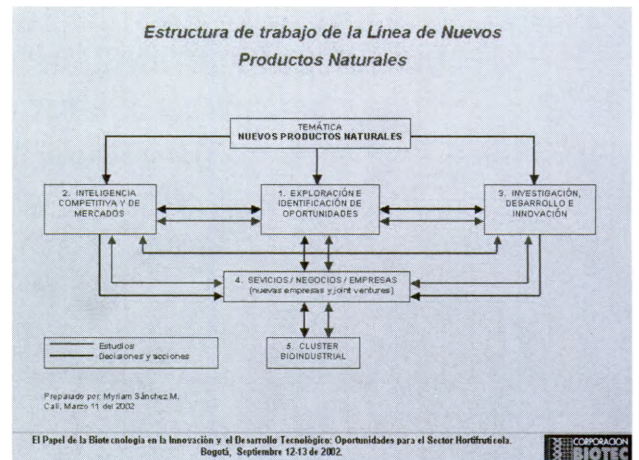 Estructura de trabajo de la Línea de Nuevos
Productos Naturales
TEMÁTICA
NUEVOS PRODUCTOS NATURALES
2. INTELIGENCIA
COMPETITIVA Y DE
MERCADOS
1. EXPLORACIÓN E
IDENTIFICACIÓN DE
OPORTUNIDADES
3. INVESTIGACIÓN,
DESARROLLO E
INNOVACIÓN
4. SEVICIOS / NEGOCIOS / EMPRESAS
(nuevas empresas y joint ventures)
5. CLUSTER
BIOINDUSTRIAL
Estudios
Decisiones y acciones
Preparado por: Myriam Sánchez M.
Cali, Marzo 11 del 2002
El Papel de la Biotecnología en la Innovación y el Desarrollo Tecnológico: Oportunidades para el Sector Hortifrutícola.
Bogotá, Septiembre 12-13 de 2002.
CORPORACION
BIOTEC